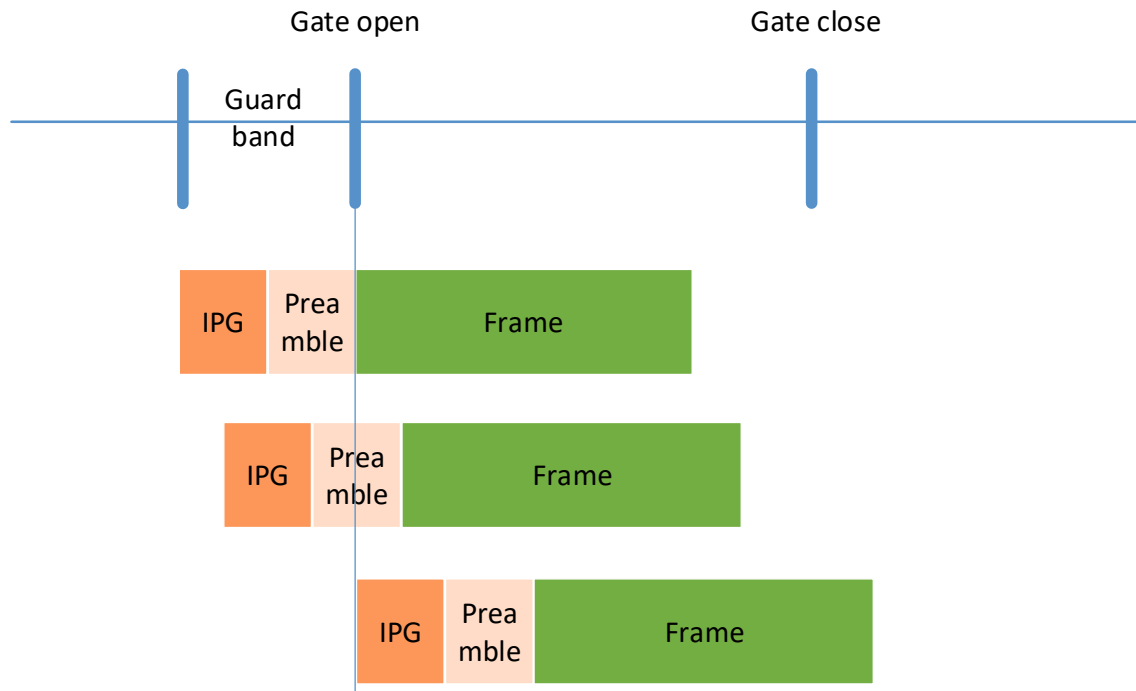 Gate open
Gate close
Guard
band
IPG
Prea
mble
Frame
IPG
Prea
mble
Frame
IPG
Prea
mble
Frame